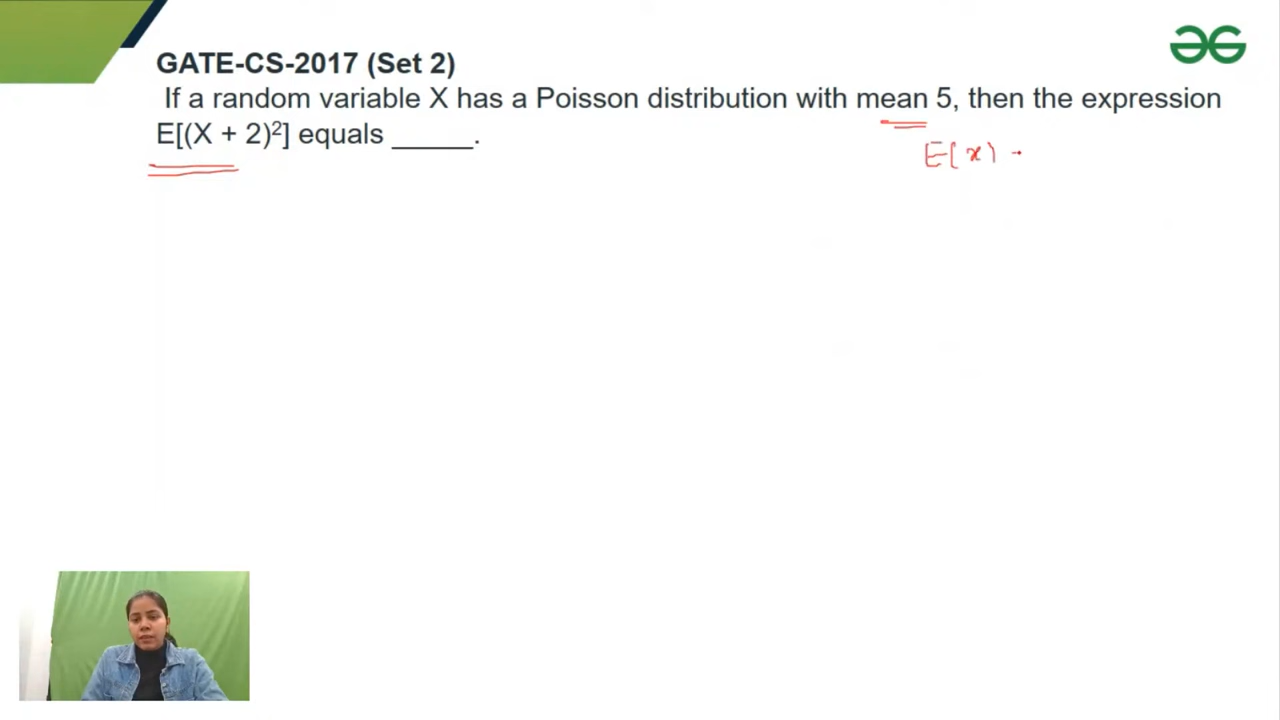 GATE-CS-2017 (Set 2)
If a random variable X has a Poisson distribution with mean 5, then the expression
E[(X + 2)²] equals _____.
E(x)